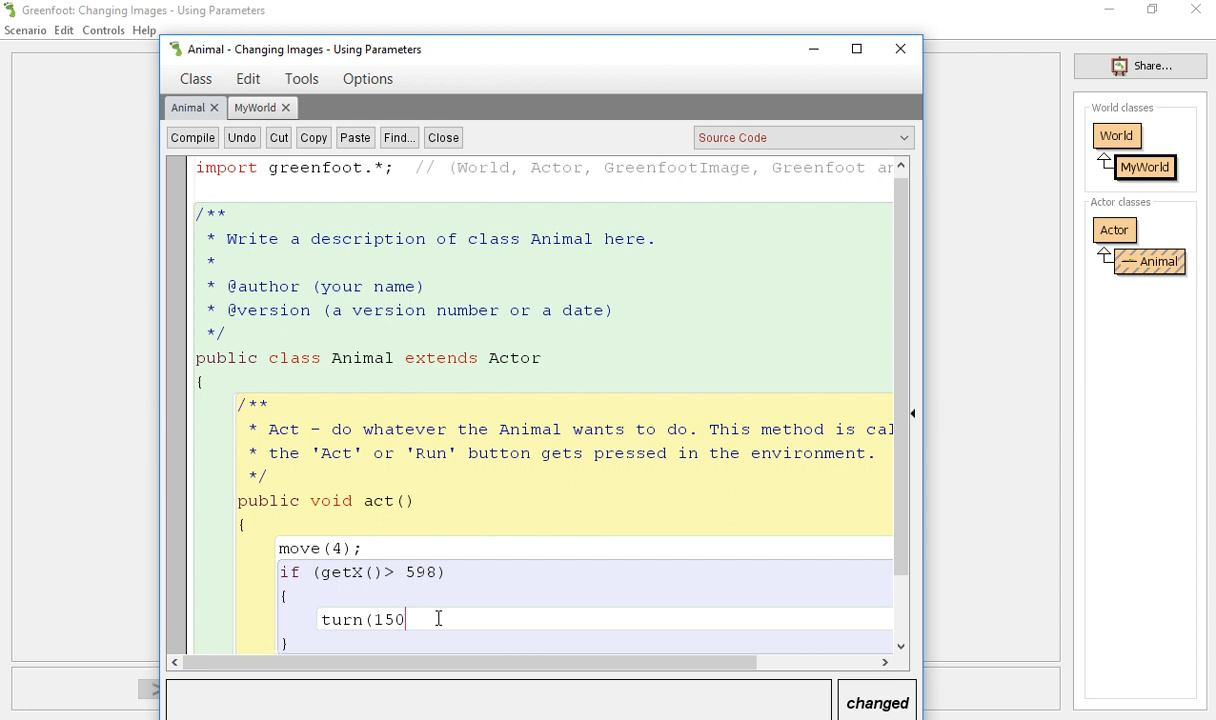 Greenfoot: Changing Images - Using Parameters
Scenario Edit Controls Help
Animal - Changing Images - Using Parameters
Class Edit Tools Options
Animal MyWorld
Compile Undo Cut Copy Paste Find... Close Source Code
import greenfoot.*; // (World, Actor, GreenfootImage, Greenfoot an
/**
* Write a description of class Animal here.
*
* @author (your name)
* @version (a version number or a date)
*/
public class Animal extends Actor
{
/**
* Act - do whatever the Animal wants to do. This method is cal
* the 'Act' or 'Run' button gets pressed in the environment.
*/
public void act()
{
move(4);
if (getX()> 598)
{
turn(150
}
changed
Share...
World classes
World
MyWorld
Actor classes
Actor
Animal